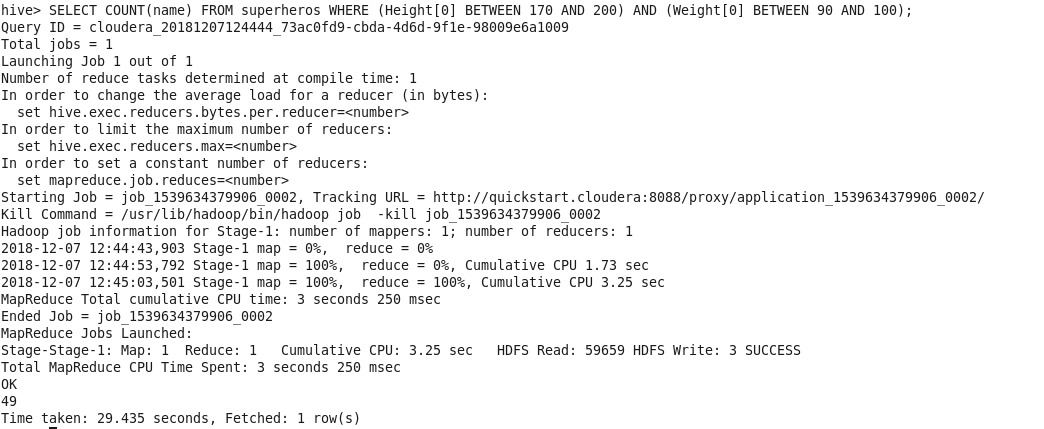 hive> SELECT COUNT(name) FROM superheros WHERE (Height[0] BETWEEN 170 AND 200) AND (Weight[0] BETWEEN 90 AND 100);
Query ID = cloudera_20181207124444_73ac0fd9-cbda-4d6d-9f1e-98009e6a1009
Total jobs = 1
Launching Job 1 out of 1
Number of reduce tasks determined at compile time: 1
In order to change the average load for a reducer (in bytes):
  set hive.exec.reducers.bytes.per.reducer=<number>
In order to limit the maximum number of reducers:
  set hive.exec.reducers.max=<number>
In order to set a constant number of reducers:
  set mapreduce.job.reduces=<number>
Starting Job = job_1539634379906_0002, Tracking URL = http://quickstart.cloudera:8088/proxy/application_1539634379906_0002/
Kill Command = /usr/lib/hadoop/bin/hadoop job  -kill job_1539634379906_0002
Hadoop job information for Stage-1: number of mappers: 1; number of reducers: 1
2018-12-07 12:44:43,903 Stage-1 map = 0%,  reduce = 0%
2018-12-07 12:44:53,792 Stage-1 map = 100%,  reduce = 0%, Cumulative CPU 1.73 sec
2018-12-07 12:45:03,501 Stage-1 map = 100%,  reduce = 100%, Cumulative CPU 3.25 sec
MapReduce Total cumulative CPU time: 3 seconds 250 msec
Ended Job = job_1539634379906_0002
MapReduce Jobs Launched:
Stage-Stage-1: Map: 1  Reduce: 1   Cumulative CPU: 3.25 sec   HDFS Read: 59659 HDFS Write: 3 SUCCESS
Total MapReduce CPU Time Spent: 3 seconds 250 msec
OK
49
Time taken: 29.435 seconds, Fetched: 1 row(s)